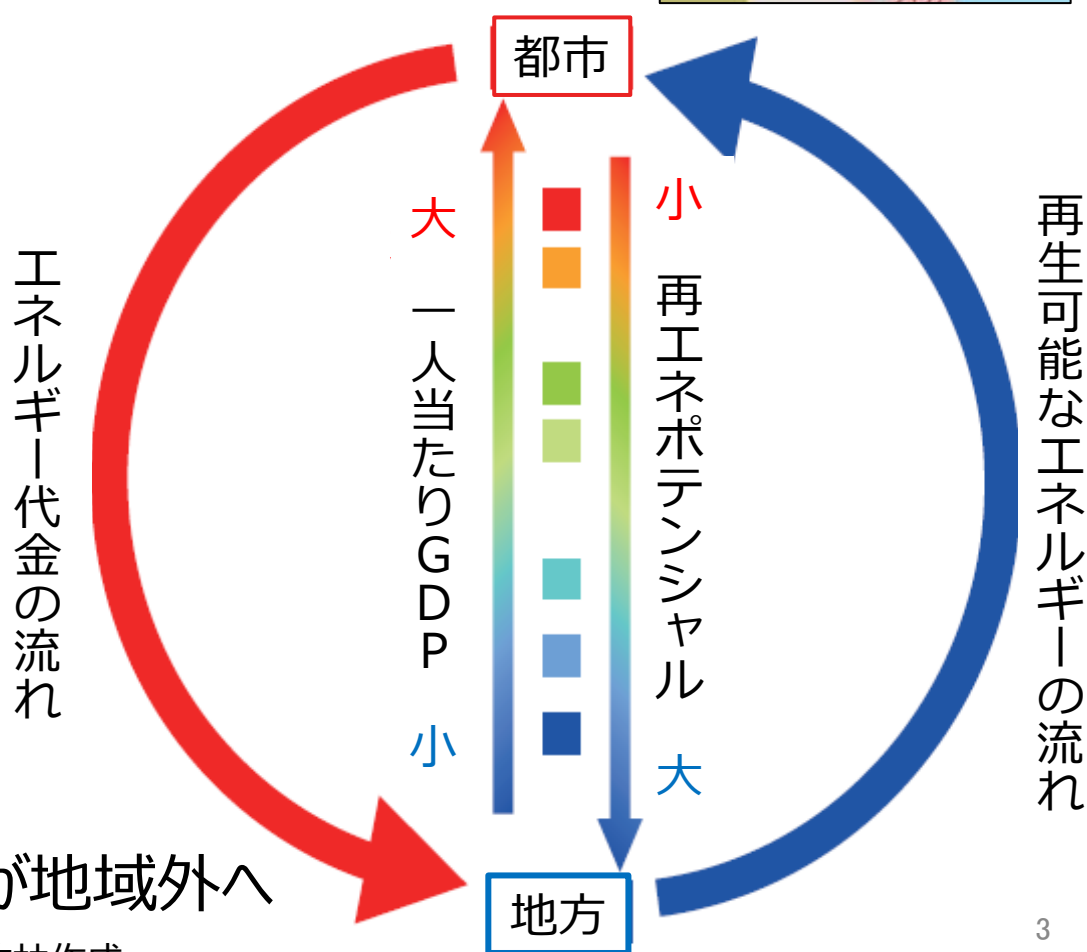 都市
エネルギー代金の流れ
大
一人当たりGDP
小
小
再エネポテンシャル
大
再生可能なエネルギーの流れ
が地域外へ
地方
3